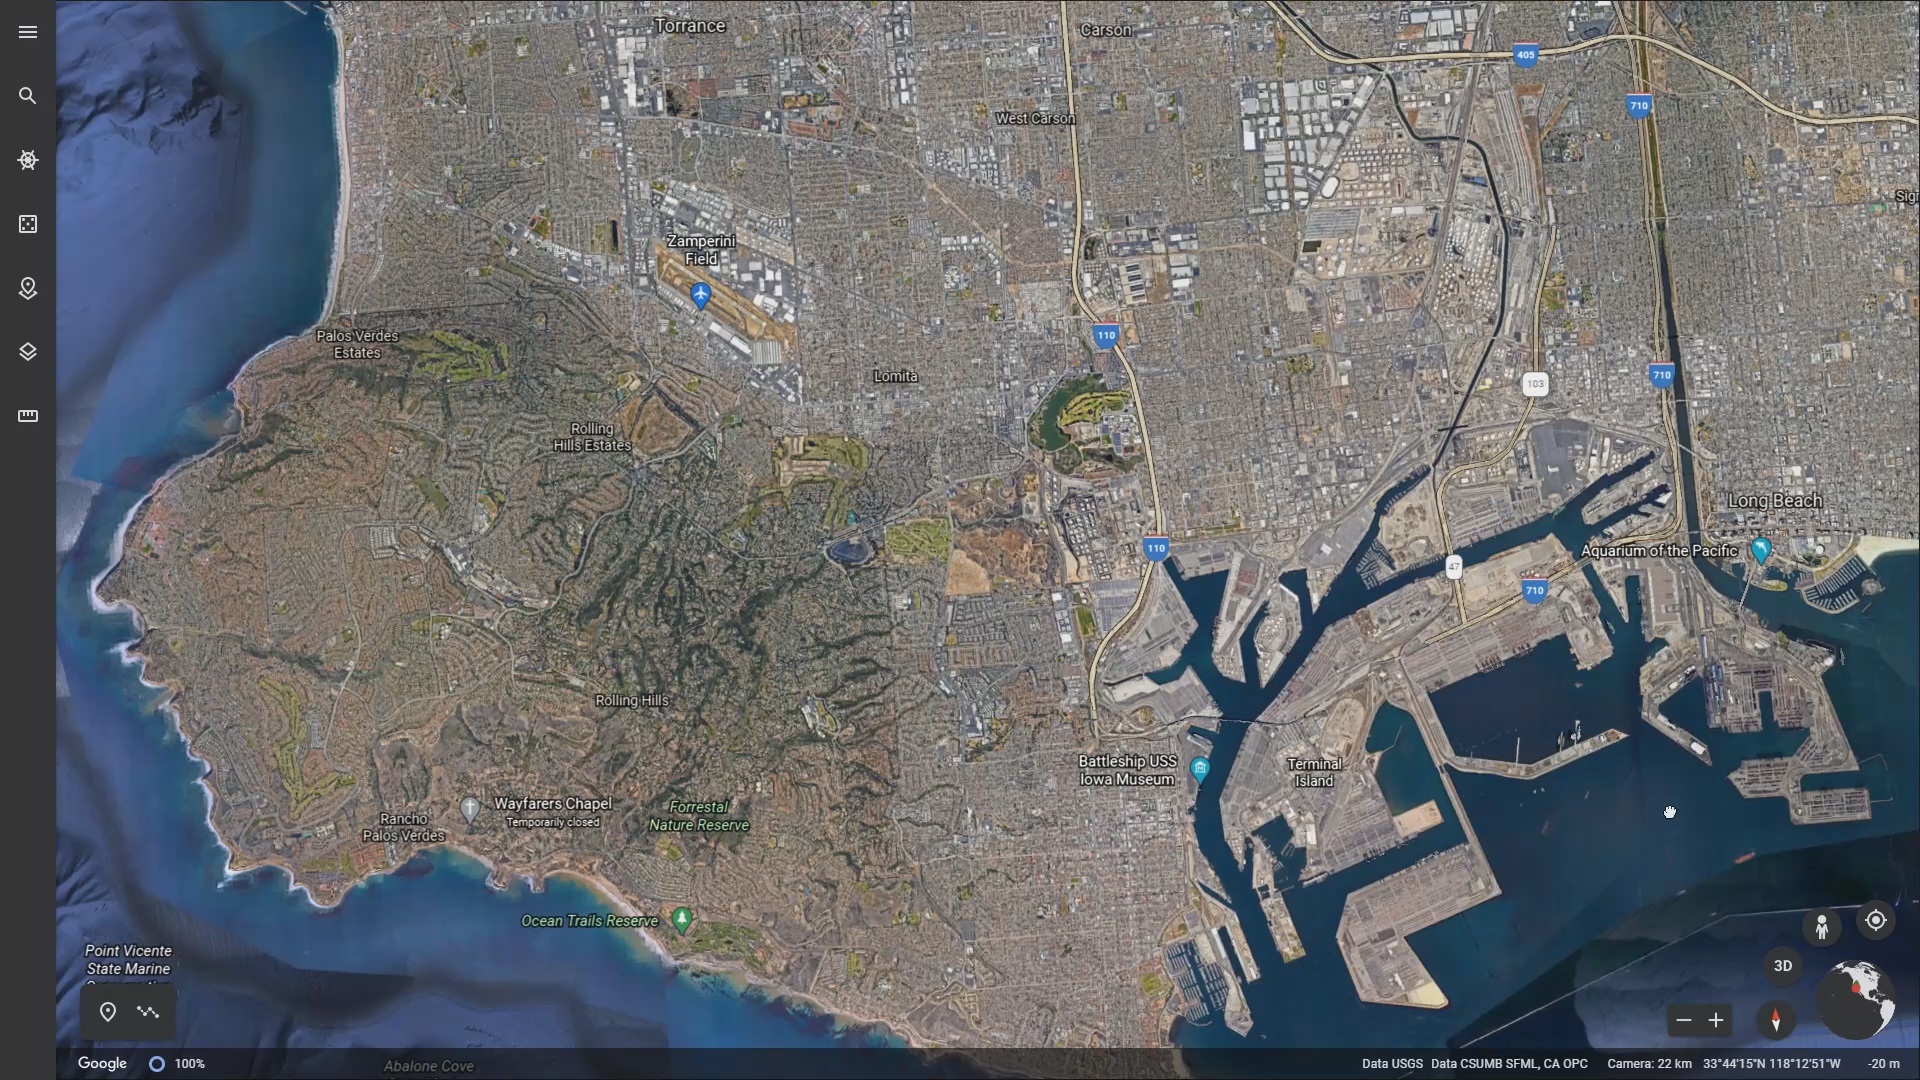 Torrance
Carson
405
710
West Carson
Sig
Zamperini
Field
Palos Verdes
Estates
110
Lomita
103
710
Rolling
Hills Estates
Long Beach
110
47
Aquarium of the Pacific
710
Rolling Hills
Battleship USS
Iowa Museum
Terminal
Island
Wayfarers Chapel
Temporarily closed
Forrestal
Nature Reserve
Rancho
Palos Verdes
Ocean Trails Reserve
Point Vicente
State Marine
3D
Google
100%
Abalone Cove
Data USGS Data CSUMB SFML, CA OPC
Camera: 22 km 33°44'15"N 118°12'51"W
-20 m